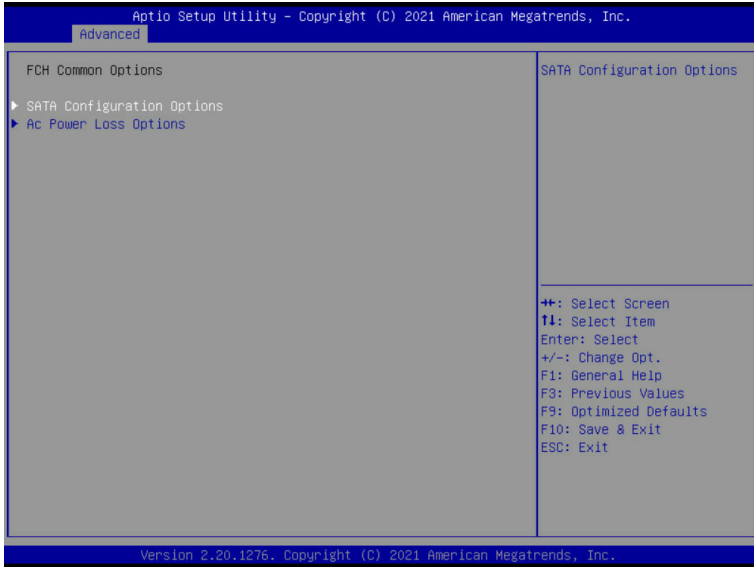 Aptio Setup Utility – Copyright (C) 2021 American Megatrends, Inc.
Advanced
FCH Common Options
SATA Configuration Options
Ac Power Loss Options
SATA Configuration Options
→←: Select Screen
↑↓: Select Item
Enter: Select
+/-: Change Opt.
F1: General Help
F3: Previous Values
F9: Optimized Defaults
F10: Save & Exit
ESC: Exit
Version 2.20.1276. Copyright (C) 2021 American Megatrends, Inc.